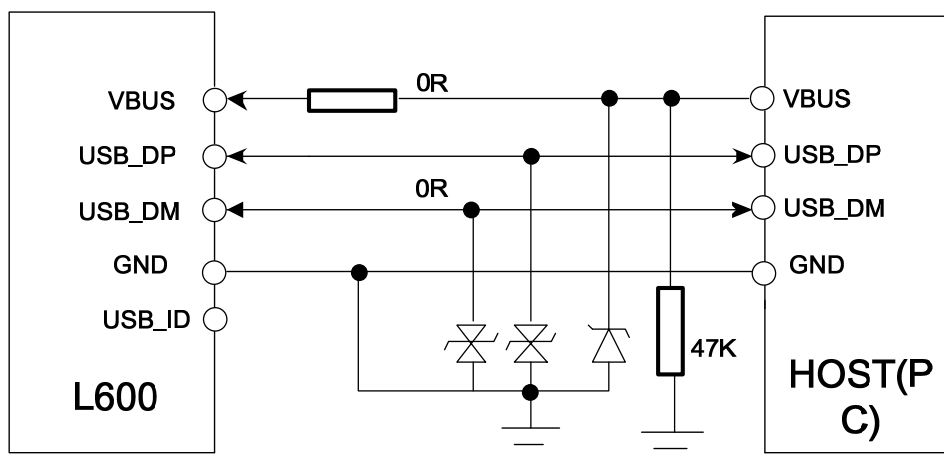 0R
VBUS
VBUS
USB_DP
USB_DP
0R
USB_DM
USB_DM
GND
GND
USB_ID
47K
L600
HOST(P
C)